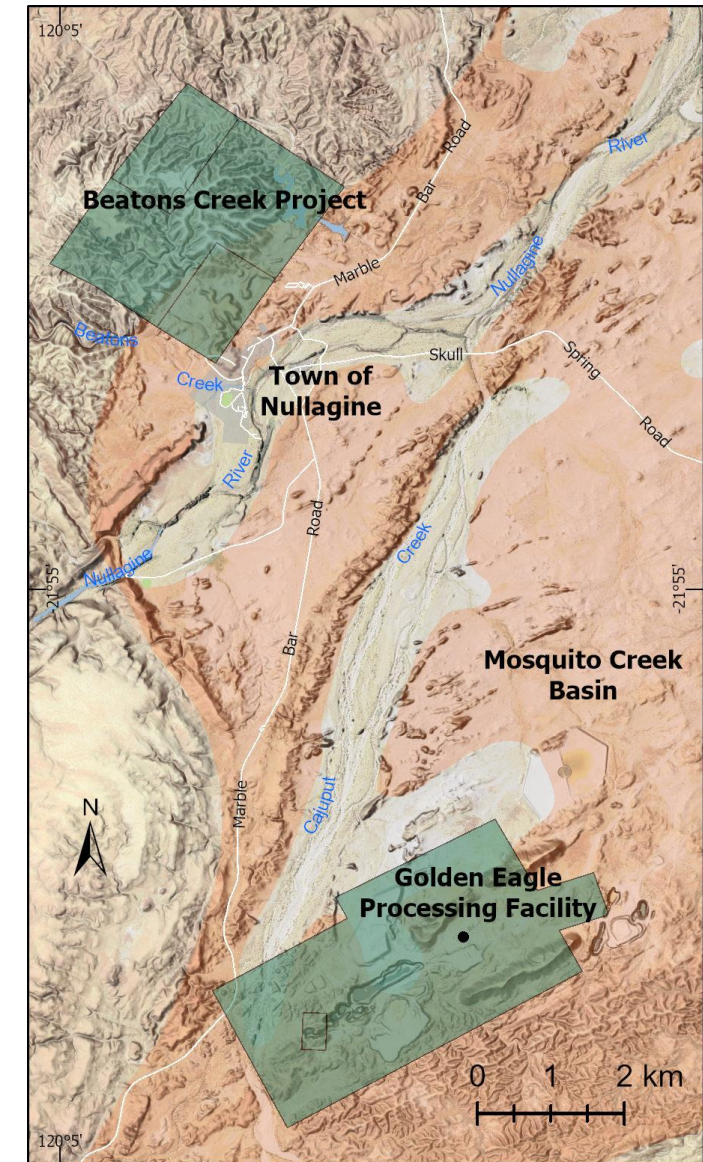 120°5'
Road
River
Bar
Beatons Creek Project
Nullagine
Marble
Beatons
Skull
Spring
Creek
Town of
Nullagine
Road
River
Road
Creek
Nullagine
-21°55'
-21°55'
Bar
Mosquito Creek
Basin
Marble
Cajuput
N
Golden Eagle
Processing Facility
0 1 2 km
120°5'